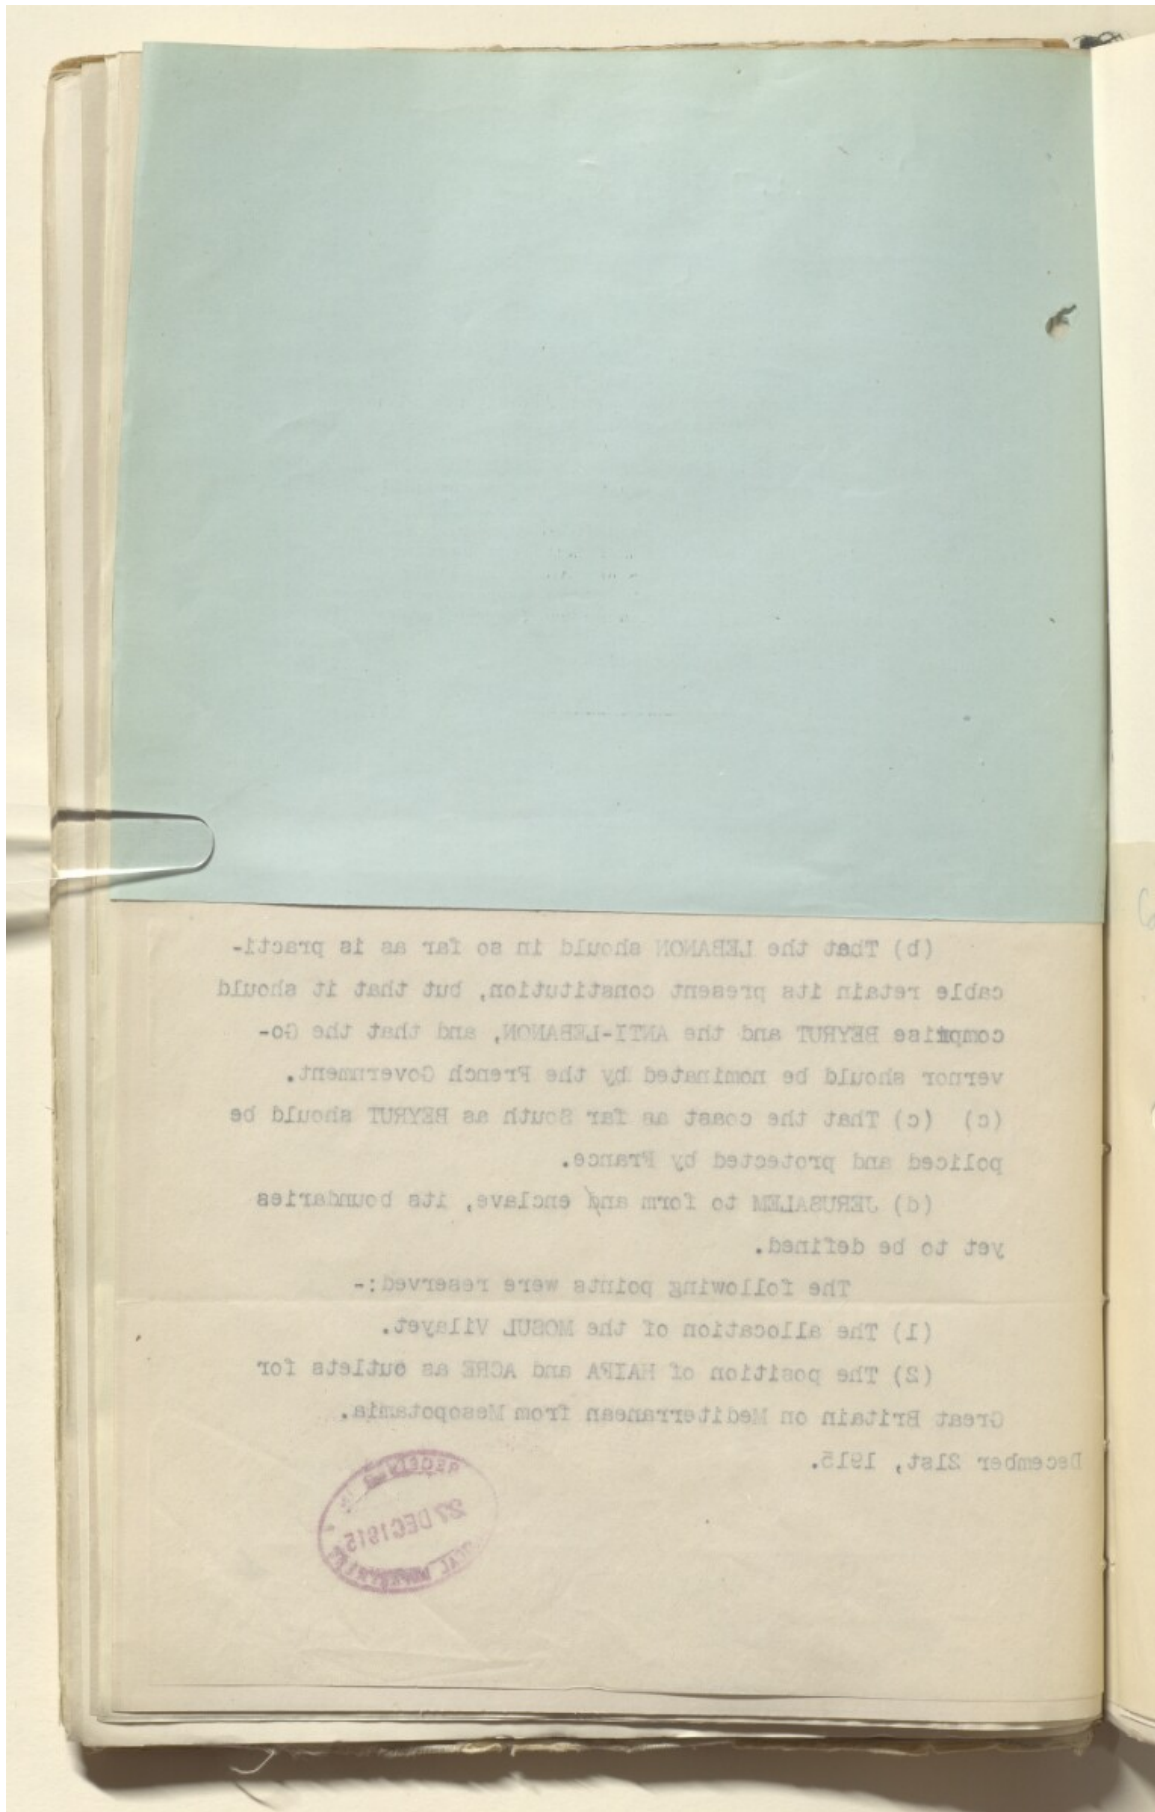 (b) That the LEBANON should in so far as is practi-
cable retain its present constitution, but that it should
comprise BEYRUT and the ANTI-LEBANON, and that the Go-
vernor should be nominated by the French Government.
(c) (c) That the coast as far South as BEYRUT should be
policed and protected by France.
(d) JERUSALEM to form an enclave, its boundaries
yet to be defined.
The following points were reserved:-
(1) The allocation of the MOSUL Vilayet.
(2) The position of HAIFA and ACRE as outlets for
Great Britain on Mediterranean from Mesopotamia.
December 21st, 1915.
27 DEC 1915